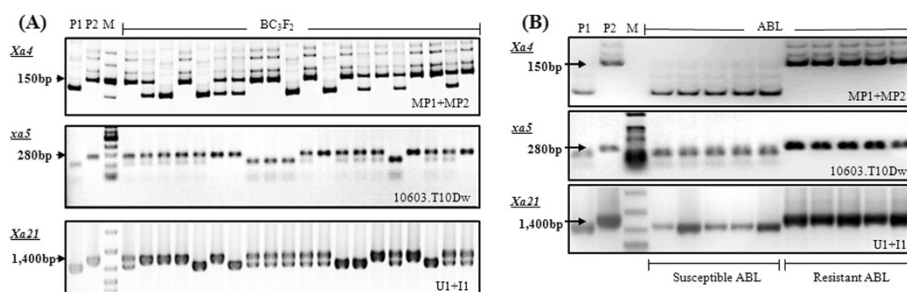 (A)
P1 P2 M BC3F2
Xa4
150bp
MP1+MP2
xa5
280bp
10603.T10Dw
Xa21
1,400bp
U1+I1
(B)
P1 P2 M ABL
Xa4
150bp
MP1+MP2
xa5
280bp
10603.T10Dw
Xa21
1,400bp
U1+I1
Susceptible ABL Resistant ABL